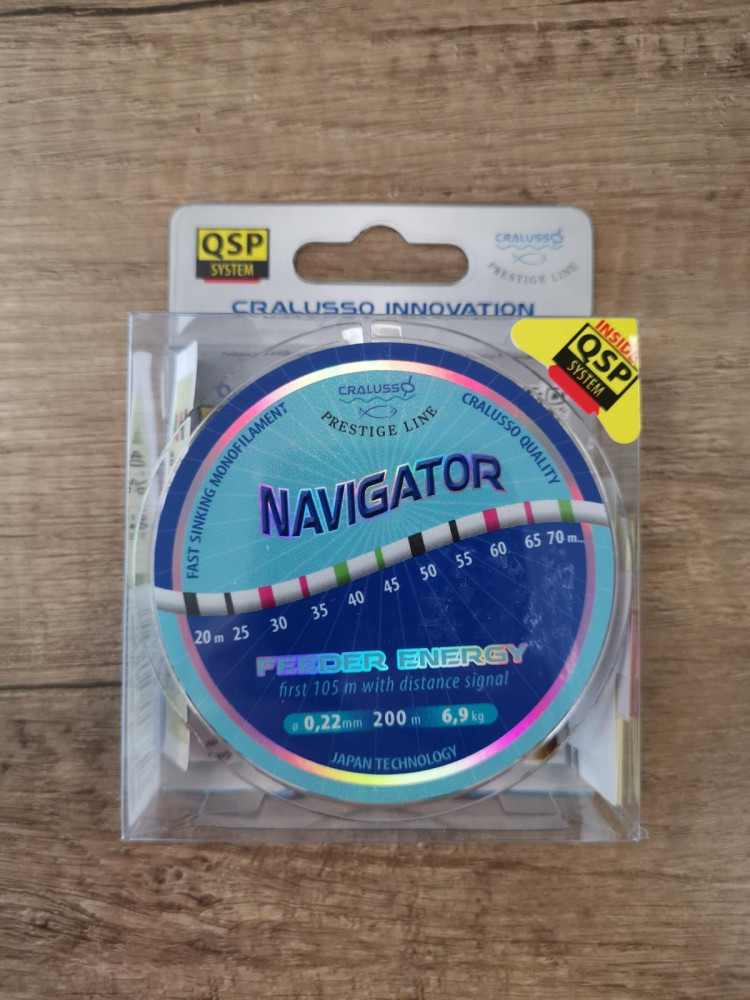 QSP
SYSTEM
CRALUSSO
PRESTIGE LINE
CRALUSSO INNOVATION
INSIDE
QSP
SYSTEM
CRALUSSO
PRESTIGE LINE
FAST SINKING MONOFILAMENT
CRALUSSO QUALITY
NAVIGATOR
20 m 25 30 35 40 45 50 55 60 65 70 m...
FEEDER ENERGY
first 105 m with distance signal
ø 0,22mm 200 m 6,9 kg
JAPAN TECHNOLOGY